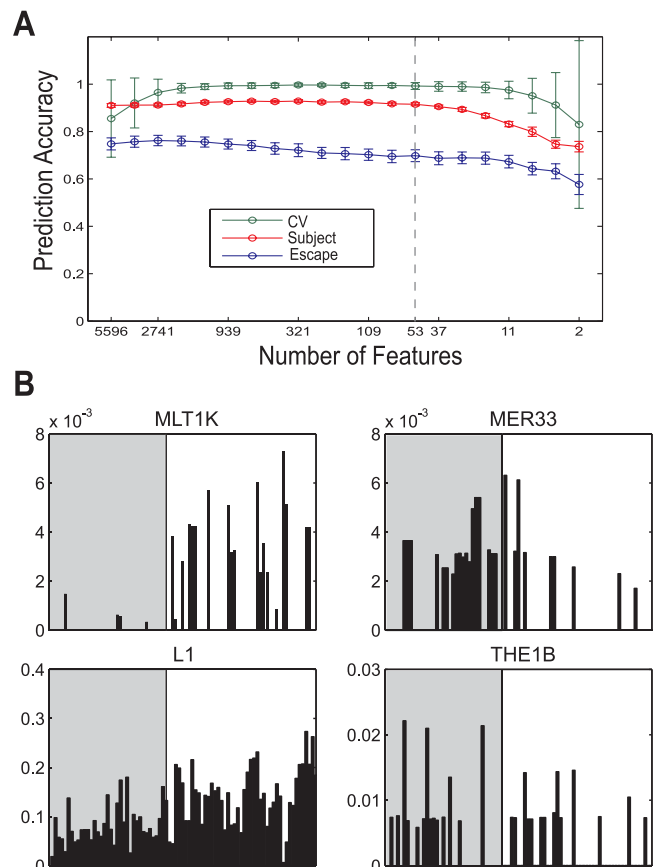 A
Prediction Accuracy
1
0.8
0.6
0.4
0.2
0
CV
Subject
Escape
5596 2741 939 321 109 53 37 11 2
Number of Features
B
x 10⁻³ MLT1K
8
6
4
2
0
x 10⁻³ MER33
8
6
4
2
0
L1
0.4
0.3
0.2
0.1
0
THE1B
0.03
0.02
0.01
0